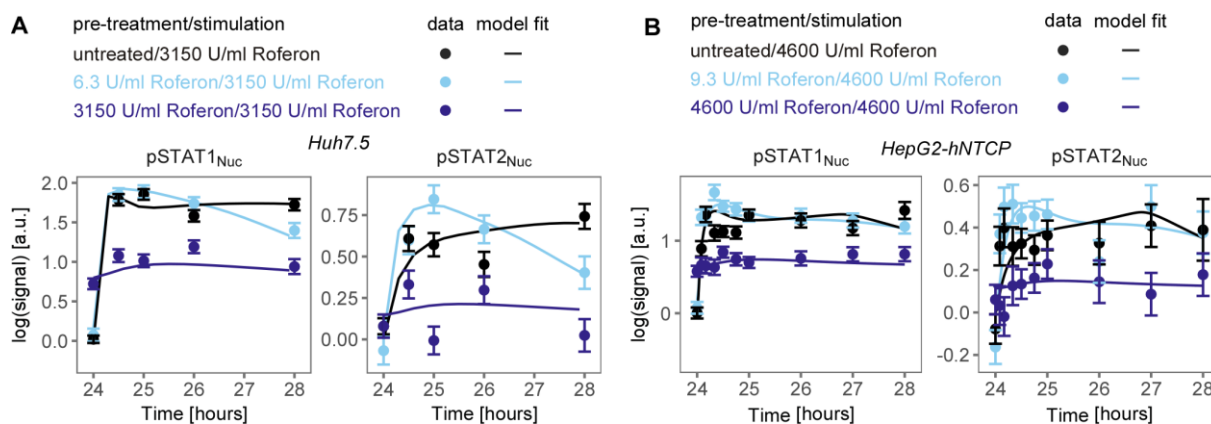 A
pre-treatment/stimulation data model fit
untreated/3150 U/ml Roferon
6.3 U/ml Roferon/3150 U/ml Roferon
3150 U/ml Roferon/3150 U/ml Roferon
Huh7.5
pSTAT1Nuc pSTAT2Nuc
log(signal) [a.u.]
2.0
1.5
1.0
0.5
0.0
24 25 26 27 28
0.75
0.50
0.25
0.00
24 25 26 27 28
Time [hours] Time [hours]
B
pre-treatment/stimulation data model fit
untreated/4600 U/ml Roferon
9.3 U/ml Roferon/4600 U/ml Roferon
4600 U/ml Roferon/4600 U/ml Roferon
HepG2-hNTCP
pSTAT1Nuc pSTAT2Nuc
log(signal) [a.u.]
1
0
24 25 26 27 28
0.6
0.4
0.2
0.0
-0.2
24 25 26 27 28
Time [hours] Time [hours]